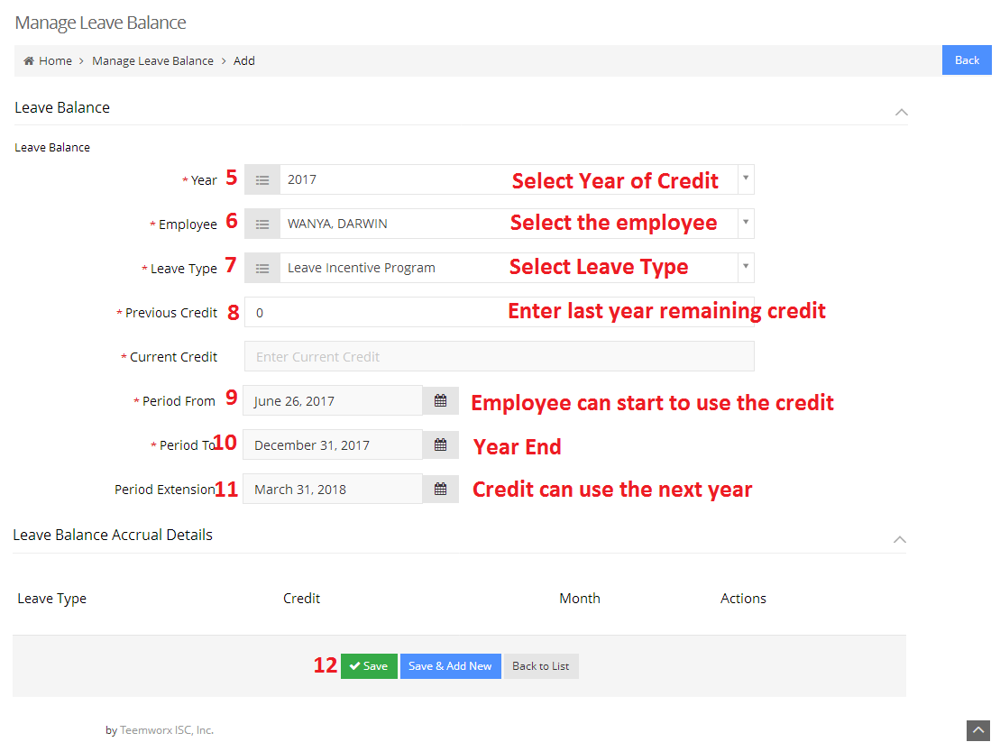 Manage Leave Balance
Home > Manage Leave Balance > Add Back
Leave Balance
Leave Balance
* Year 5 2017 Select Year of Credit
* Employee 6 WANYA, DARWIN Select the employee
* Leave Type 7 Leave Incentive Program Select Leave Type
* Previous Credit 8 0 Enter last year remaining credit
* Current Credit Enter Current Credit
* Period From 9 June 26, 2017 Employee can start to use the credit
* Period To 10 December 31, 2017 Year End
Period Extension 11 March 31, 2018 Credit can use the next year
Leave Balance Accrual Details
Leave Type Credit Month Actions
12 Save Save & Add New Back to List
by Teemworx ISC, Inc.